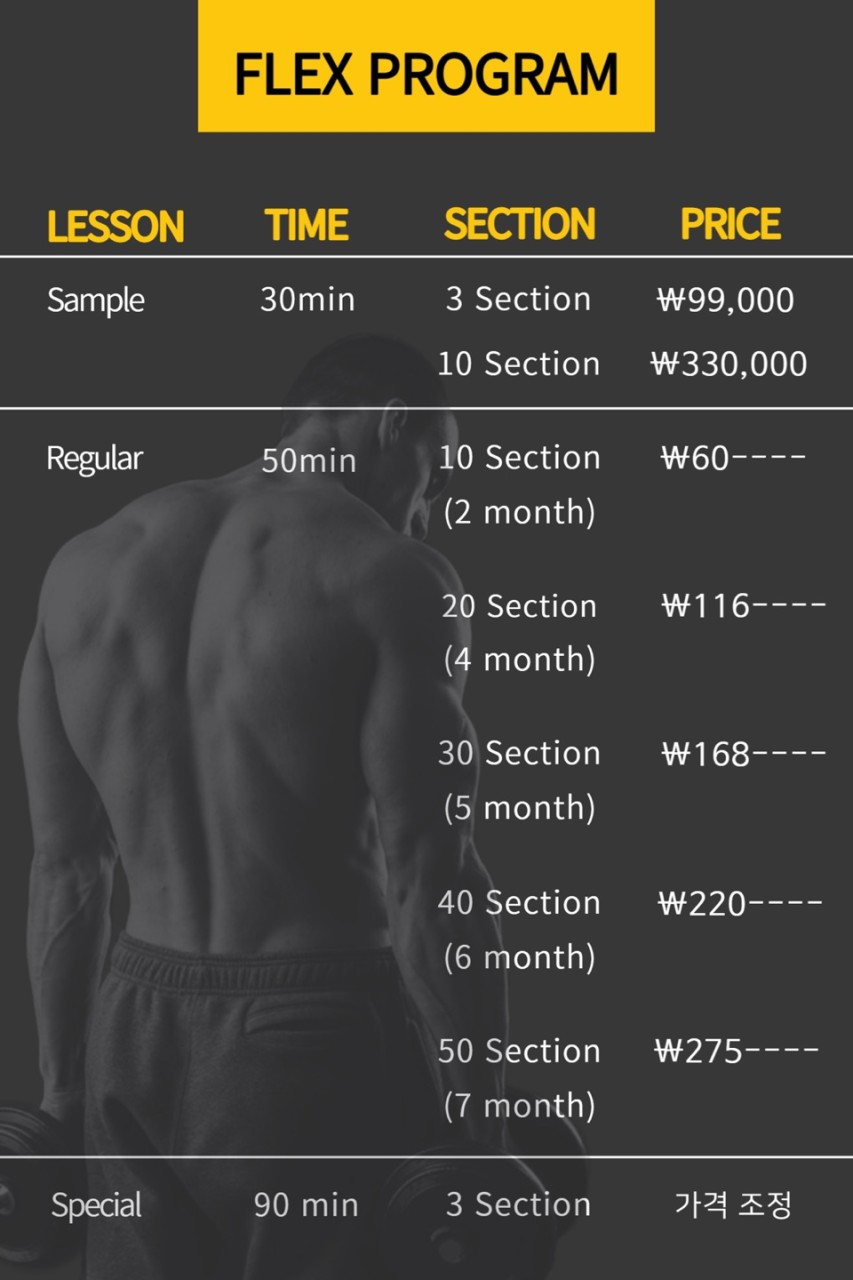 FLEX PROGRAM
LESSON TIME SECTION PRICE
Sample 30min 3 Section ₩99,000
10 Section ₩330,000
Regular 50min 10 Section ₩60----
(2 month)
20 Section ₩116----
(4 month)
30 Section ₩168----
(5 month)
40 Section ₩220----
(6 month)
50 Section ₩275----
(7 month)
Special 90 min 3 Section 가격 조정